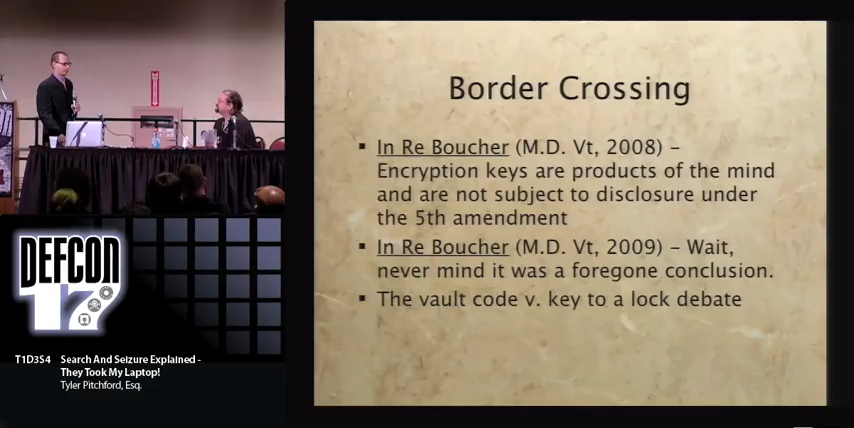 Border Crossing
▪ In Re Boucher (M.D. Vt, 2008) –
Encryption keys are products of the mind
and are not subject to disclosure under
the 5th amendment
▪ In Re Boucher (M.D. Vt, 2009) – Wait,
never mind it was a foregone conclusion.
▪ The vault code v. key to a lock debate
DEFCON
17
T1D3S4 Search And Seizure Explained -
They Took My Laptop!
Tyler Pitchford, Esq.